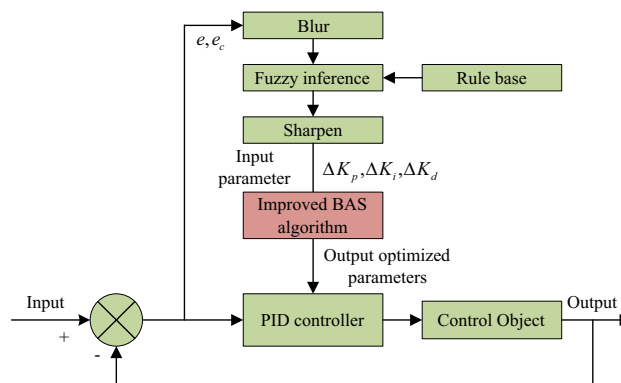 Blur
e,e_c
Fuzzy inference
Rule base
Sharpen
Input
parameter
ΔK_p,ΔK_i,ΔK_d
Improved BAS
algorithm
Output optimized
parameters
Input
PID controller
Control Object
Output
+
-